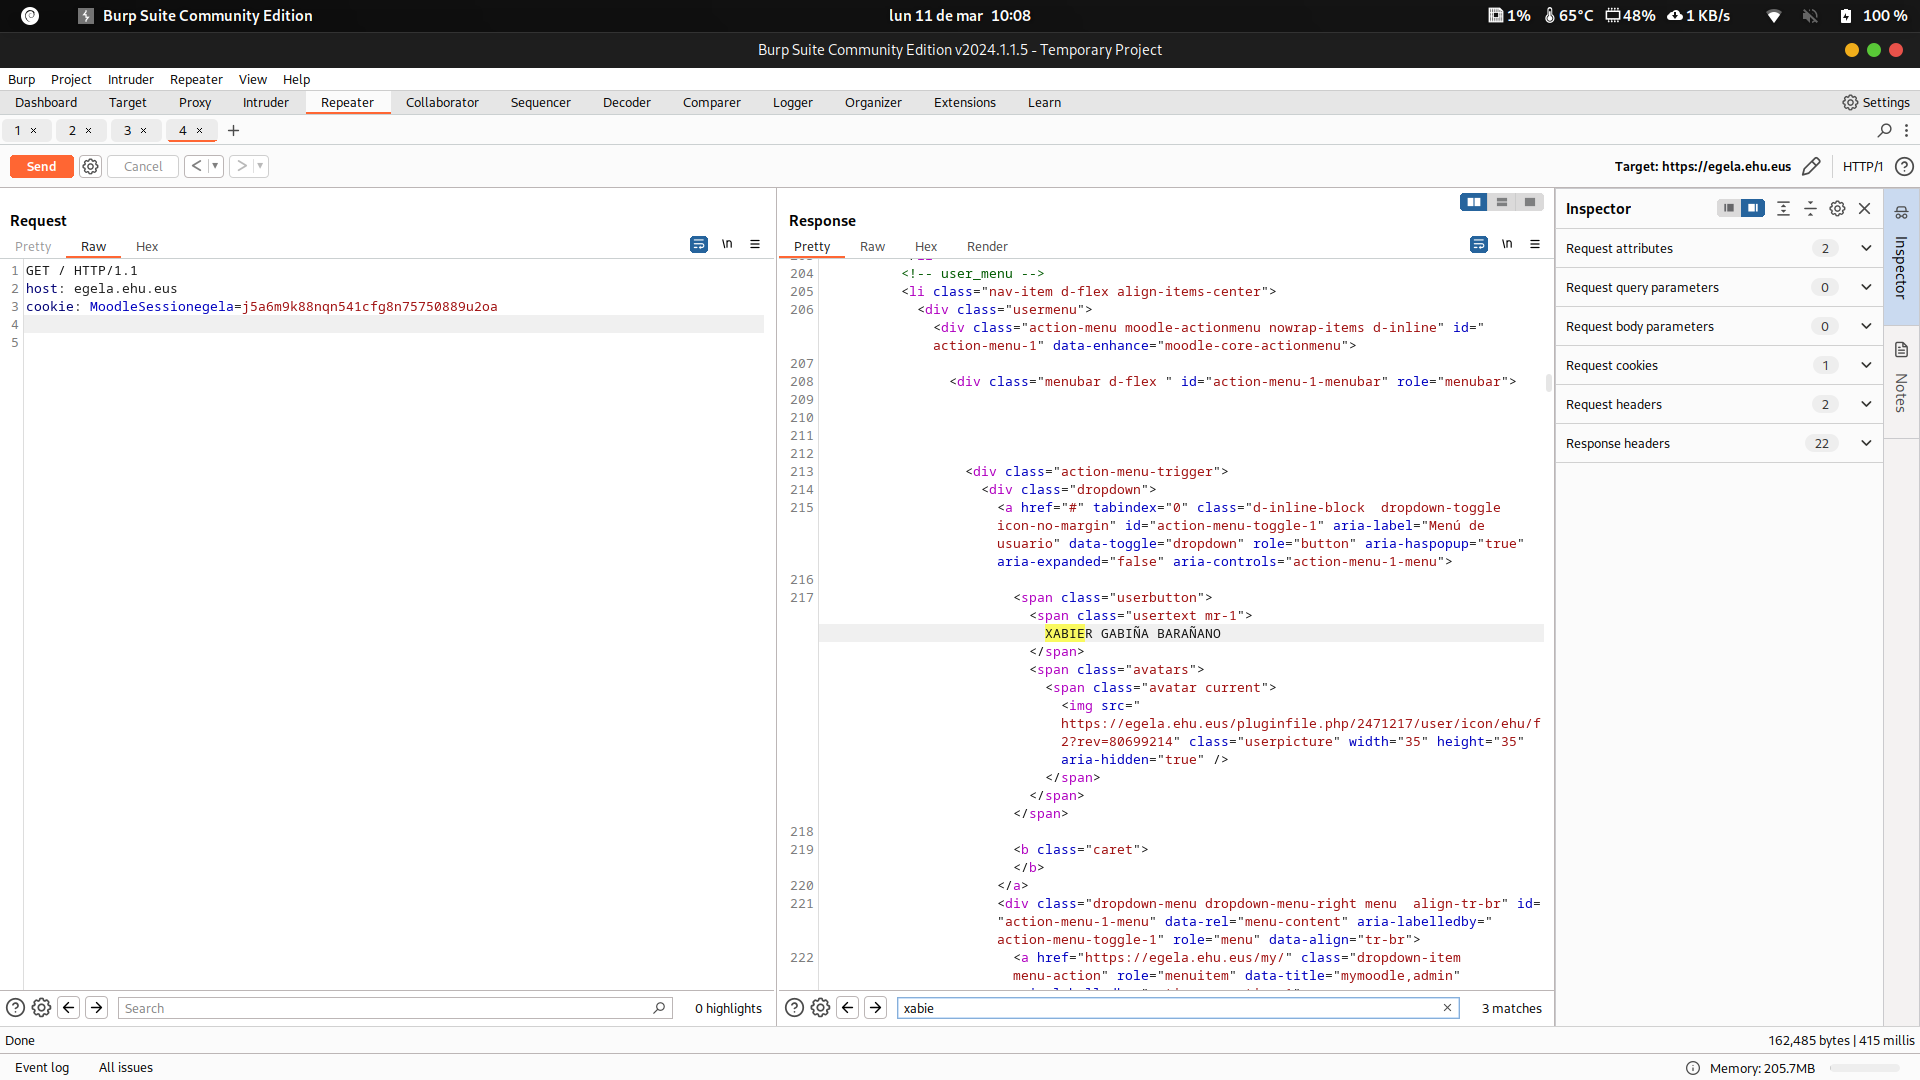 Burp Suite Community Edition
lun 11 de mar 10:08
1% 65°C 48% 1 KB/s 100 %
Burp Suite Community Edition v2024.1.1.5 - Temporary Project
Burp Project Intruder Repeater View Help
Dashboard Target Proxy Intruder Repeater Collaborator Sequencer Decoder Comparer Logger Organizer Extensions Learn Settings
1 × 2 × 3 × 4 × +
Send Cancel < >
Target: https://egela.ehu.eus HTTP/1
Request
Pretty Raw Hex \n
1 GET / HTTP/1.1
2 host: egela.ehu.eus
3 cookie: MoodleSessionegela=j5a6m9k88nqn541cfg8n75750889u2oa
4
5
Search
0 highlights
Response
Pretty Raw Hex Render \n
204 <!-- user_menu -->
205 <li class="nav-item d-flex align-items-center">
206 <div class="usermenu">
<div class="action-menu moodle-actionmenu nowrap-items d-inline" id="
action-menu-1" data-enhance="moodle-core-actionmenu">
207
208 <div class="menubar d-flex " id="action-menu-1-menubar" role="menubar">
209
210
211
212
213 <div class="action-menu-trigger">
214 <div class="dropdown">
215 <a href="#" tabindex="0" class="d-inline-block  dropdown-toggle
icon-no-margin" id="action-menu-toggle-1" aria-label="Menú de
usuario" data-toggle="dropdown" role="button" aria-haspopup="true"
aria-expanded="false" aria-controls="action-menu-1-menu">
216
217 <span class="userbutton">
<span class="usertext mr-1">
XABIER GABIÑA BARAÑANO
</span>
<span class="avatars">
<span class="avatar current">
<img src="
https://egela.ehu.eus/pluginfile.php/2471217/user/icon/ehu/f
2?rev=80699214" class="userpicture" width="35" height="35"
aria-hidden="true" />
</span>
</span>
</span>
218
219 <b class="caret">
</b>
220 </a>
221 <div class="dropdown-menu dropdown-menu-right menu  align-tr-br" id=
"action-menu-1-menu" data-rel="menu-content" aria-labelledby="
action-menu-toggle-1" role="menu" data-align="tr-br">
222 <a href="https://egela.ehu.eus/my/" class="dropdown-item
menu-action" role="menuitem" data-title="mymoodle,admin"
xabie
3 matches
Inspector
Request attributes 2
Request query parameters 0
Request body parameters 0
Request cookies 1
Request headers 2
Response headers 22
Inspector
Notes
Done
162,485 bytes | 415 millis
Event log All issues
Memory: 205.7MB